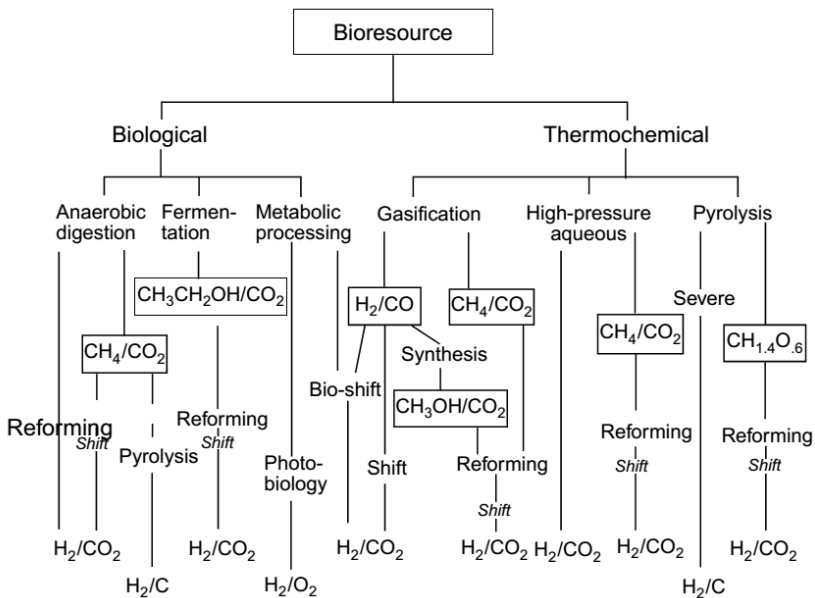 Bioresource
Biological
Thermochemical
Anaerobic
digestion
Fermen-
tation
Metabolic
processing
Gasification
High-pressure
aqueous
Pyrolysis
CH3CH2OH/CO2
H2/CO
CH4/CO2
Severe
CH4/CO2
CH4/CO2
CH1.4O.6
Synthesis
Bio-shift
CH3OH/CO2
Reforming
Shift
Pyrolysis
Reforming
Shift
Photo-
biology
Shift
Reforming
Shift
Reforming
Shift
Reforming
Shift
H2/CO2
H2/CO2
H2/CO2
H2/CO2
H2/CO2
H2/CO2
H2/CO2
H2/C
H2/O2
H2/C